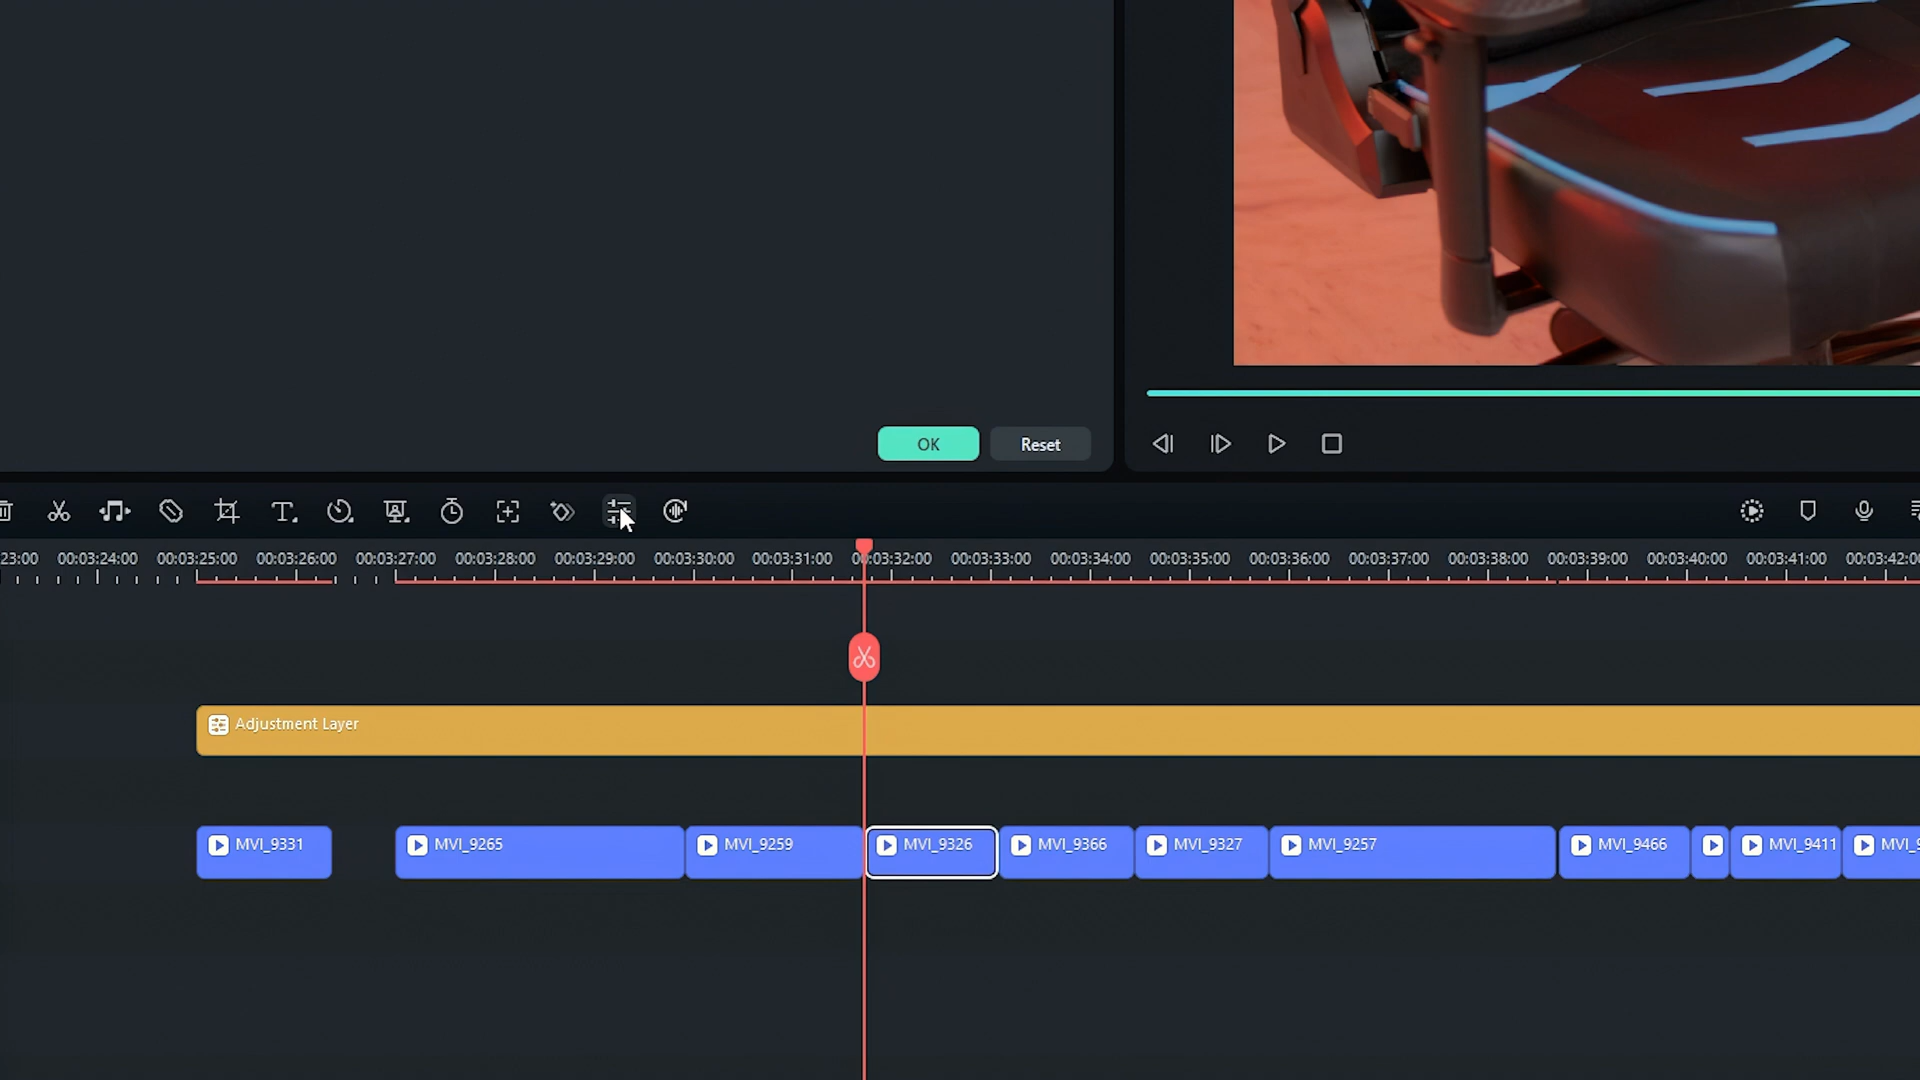 OK Reset
23:00 00:03:24:00 00:03:25:00 00:03:26:00 00:03:27:00 00:03:28:00 00:03:29:00 00:03:30:00 00:03:31:00 00:03:32:00 00:03:33:00 00:03:34:00 00:03:35:00 00:03:36:00 00:03:37:00 00:03:38:00 00:03:39:00 00:03:40:00 00:03:41:00 00:03:42:00
Adjustment Layer
MVI_9331 MVI_9265 MVI_9259 MVI_9326 MVI_9366 MVI_9327 MVI_9257 MVI_9466 MVI_9411